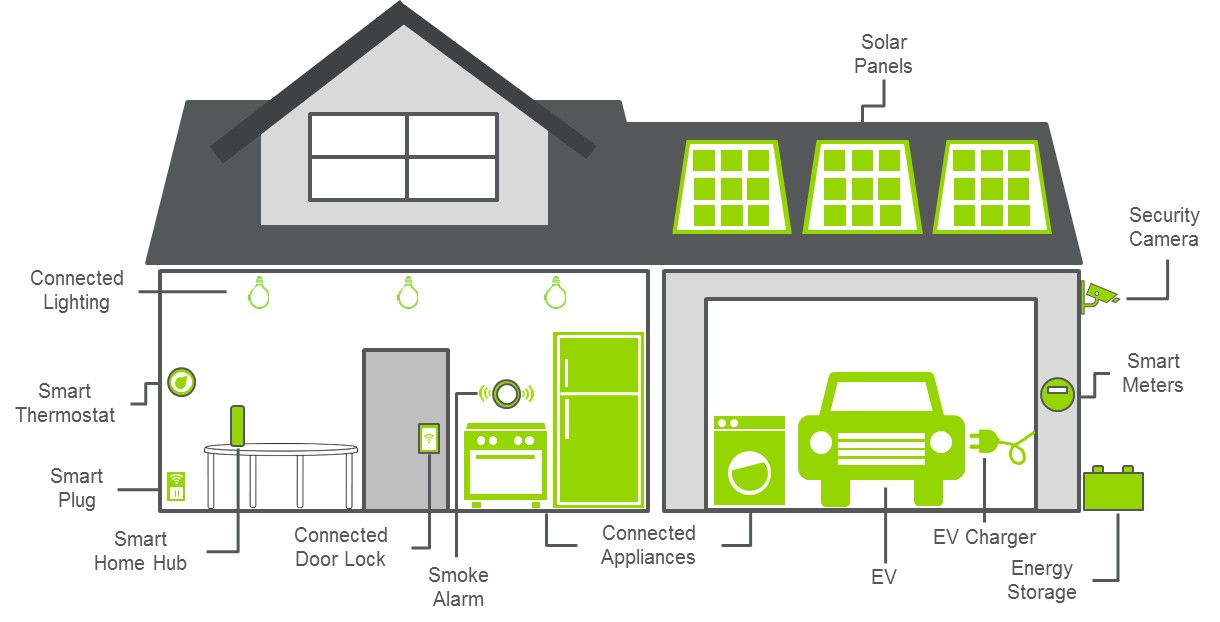 Solar
Panels
Security
Camera
Connected
Lighting
Smart
Thermostat
Smart
Meters
Smart
Plug
Smart
Home Hub
Connected
Door Lock
Smoke
Alarm
Connected
Appliances
EV
EV Charger
Energy
Storage